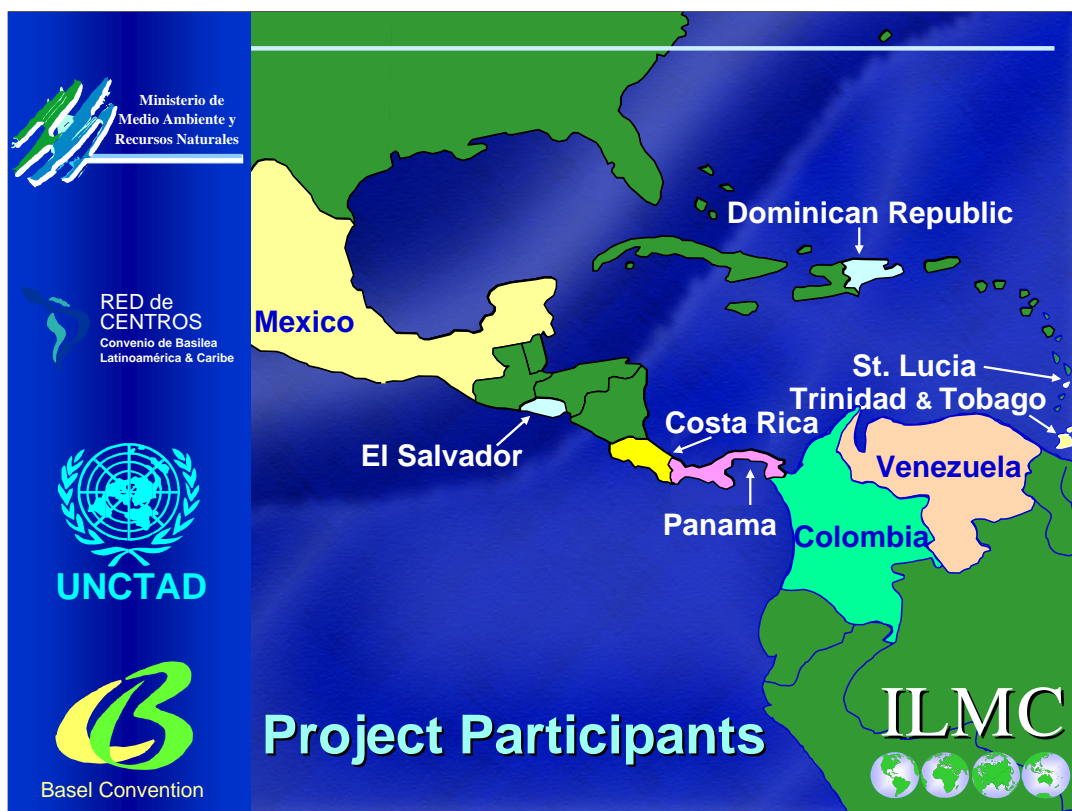 Ministerio de
Medio Ambiente y
Recursos Naturales
RED de
CENTROS
Convenio de Basilea
Latinoamérica & Caribe
UNCTAD
Basel Convention
Dominican Republic
Mexico
St. Lucia
Trinidad & Tobago
Costa Rica
El Salvador
Venezuela
Panama
Colombia
Project Participants
ILMC